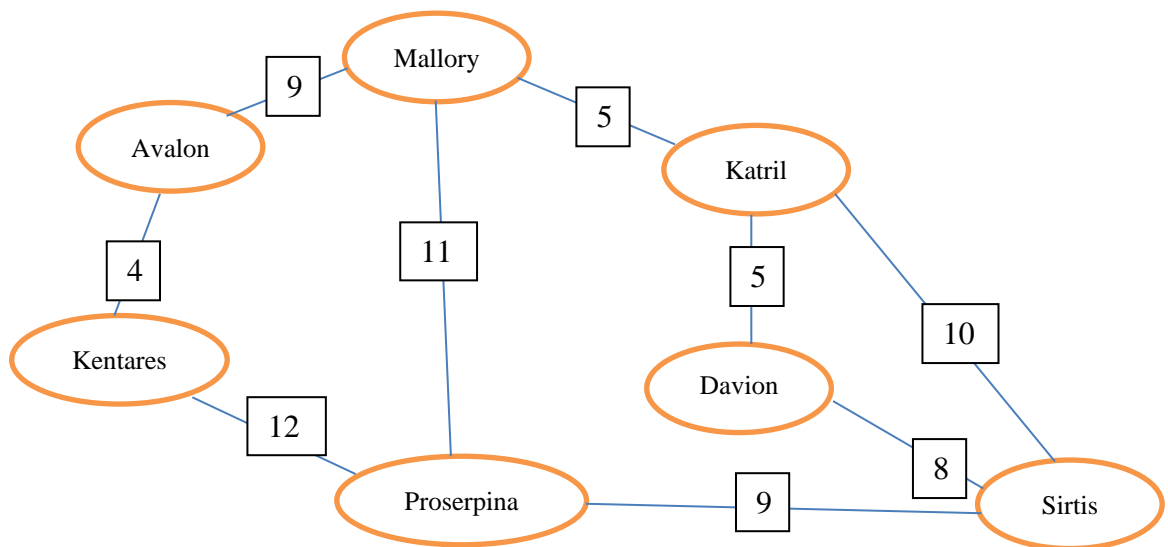 Mallory
9
5
Avalon
Katril
11
4
5
10
Kentares
Davion
12
8
Proserpina
9
Sirtis